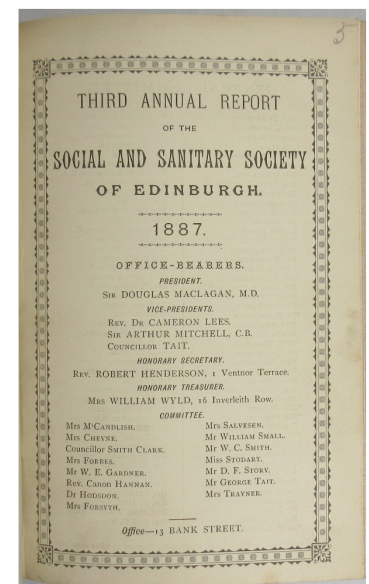 5
THIRD ANNUAL REPORT
OF THE
SOCIAL AND SANITARY SOCIETY
OF EDINBURGH.
1887.
OFFICE-BEARERS.
PRESIDENT.
SIR DOUGLAS MACLAGAN, M.D.
VICE-PRESIDENTS.
REV. DR CAMERON LEES.
SIR ARTHUR MITCHELL, C.B.
COUNCILLOR TAIT.
HONORARY SECRETARY.
REV. ROBERT HENDERSON, 1 Ventnor Terrace.
HONORARY TREASURER.
MRS WILLIAM WYLD, 16 Inverleith Row.
COMMITTEE.
Mrs M'CANDLISH.
Mrs CHEYNE.
Councillor SMITH CLARK.
Mrs FORBES.
Mr W. E. GARDNER.
Rev. Canon HANNAN.
Dr HODSDON.
Mrs FORSYTH.
Mrs SALVESEN.
Mr WILLIAM SMALL.
Mr W. C. SMITH.
Miss STODART.
Mr D. F. STORY.
Mr GEORGE TAIT.
Mrs TRAYNER.
Office—13 BANK STREET.